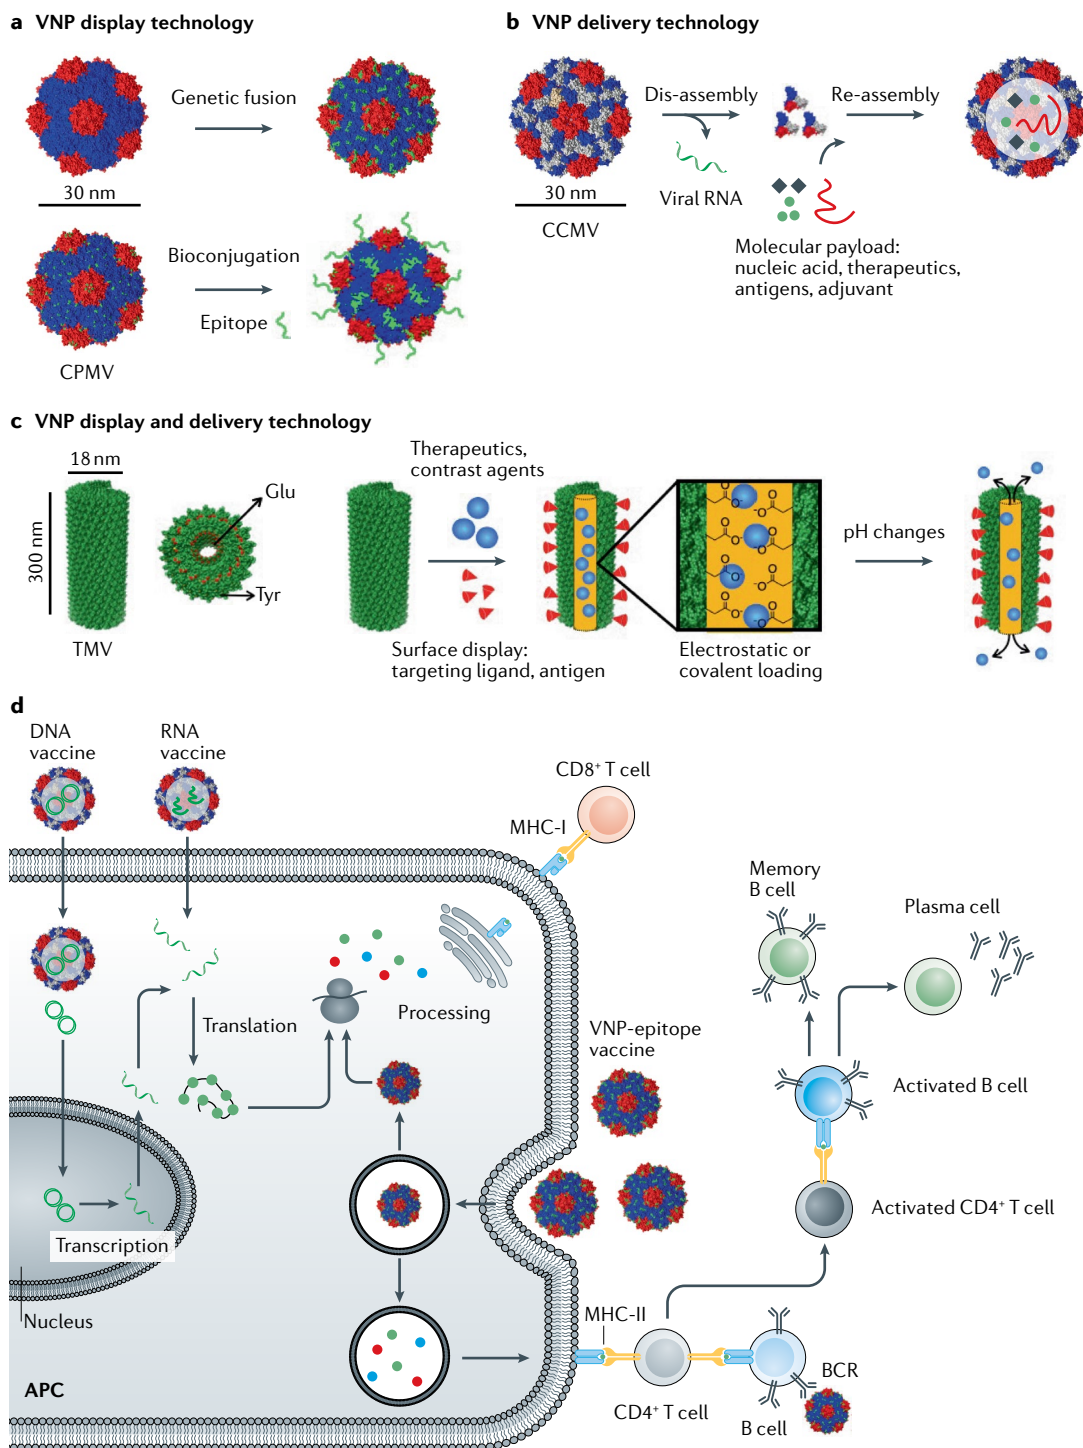 a VNP display technology
Genetic fusion
30 nm
Bioconjugation
Epitope
CPMV
b VNP delivery technology
Dis-assembly
Re-assembly
30 nm
CCMV
Viral RNA
Molecular payload:
nucleic acid, therapeutics,
antigens, adjuvant
c VNP display and delivery technology
18 nm
300 nm
TMV
Glu
Tyr
Therapeutics,
contrast agents
Surface display:
targeting ligand, antigen
O
O⁻
⁻O
O
O
O⁻
⁻O
O
O
O⁻
⁻O
O
O
O⁻
⁻O
O
Electrostatic or
covalent loading
pH changes
d
DNA
vaccine
RNA
vaccine
CD8⁺ T cell
MHC-I
Memory
B cell
Plasma cell
Translation
Processing
VNP-epitope
vaccine
Activated B cell
Activated CD4⁺ T cell
Transcription
Nucleus
APC
MHC-II
CD4⁺ T cell
B cell
BCR